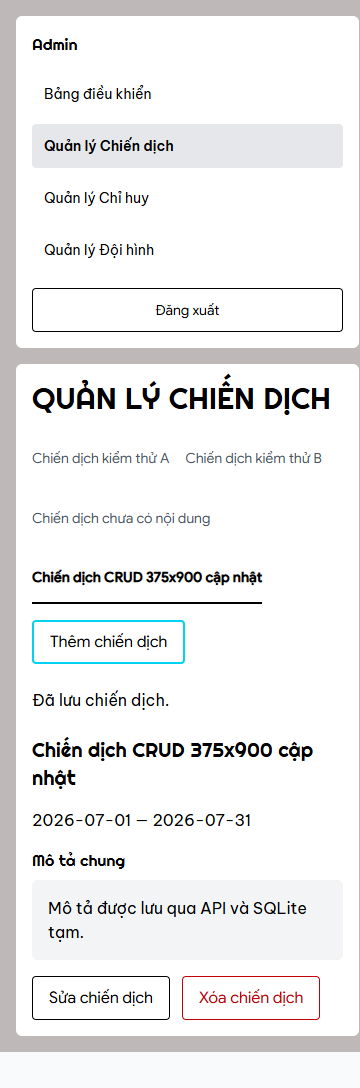 Admin
Bảng điều khiển
Quản lý Chiến dịch
Quản lý Chỉ huy
Quản lý Đội hình
Đăng xuất
QUẢN LÝ CHIẾN DỊCH
Chiến dịch kiểm thử A Chiến dịch kiểm thử B
Chiến dịch chưa có nội dung
Chiến dịch CRUD 375x900 cập nhật
Thêm chiến dịch
Đã lưu chiến dịch.
Chiến dịch CRUD 375x900 cập
nhật
2026-07-01 — 2026-07-31
Mô tả chung
Mô tả được lưu qua API và SQLite
tạm.
Sửa chiến dịch Xóa chiến dịch